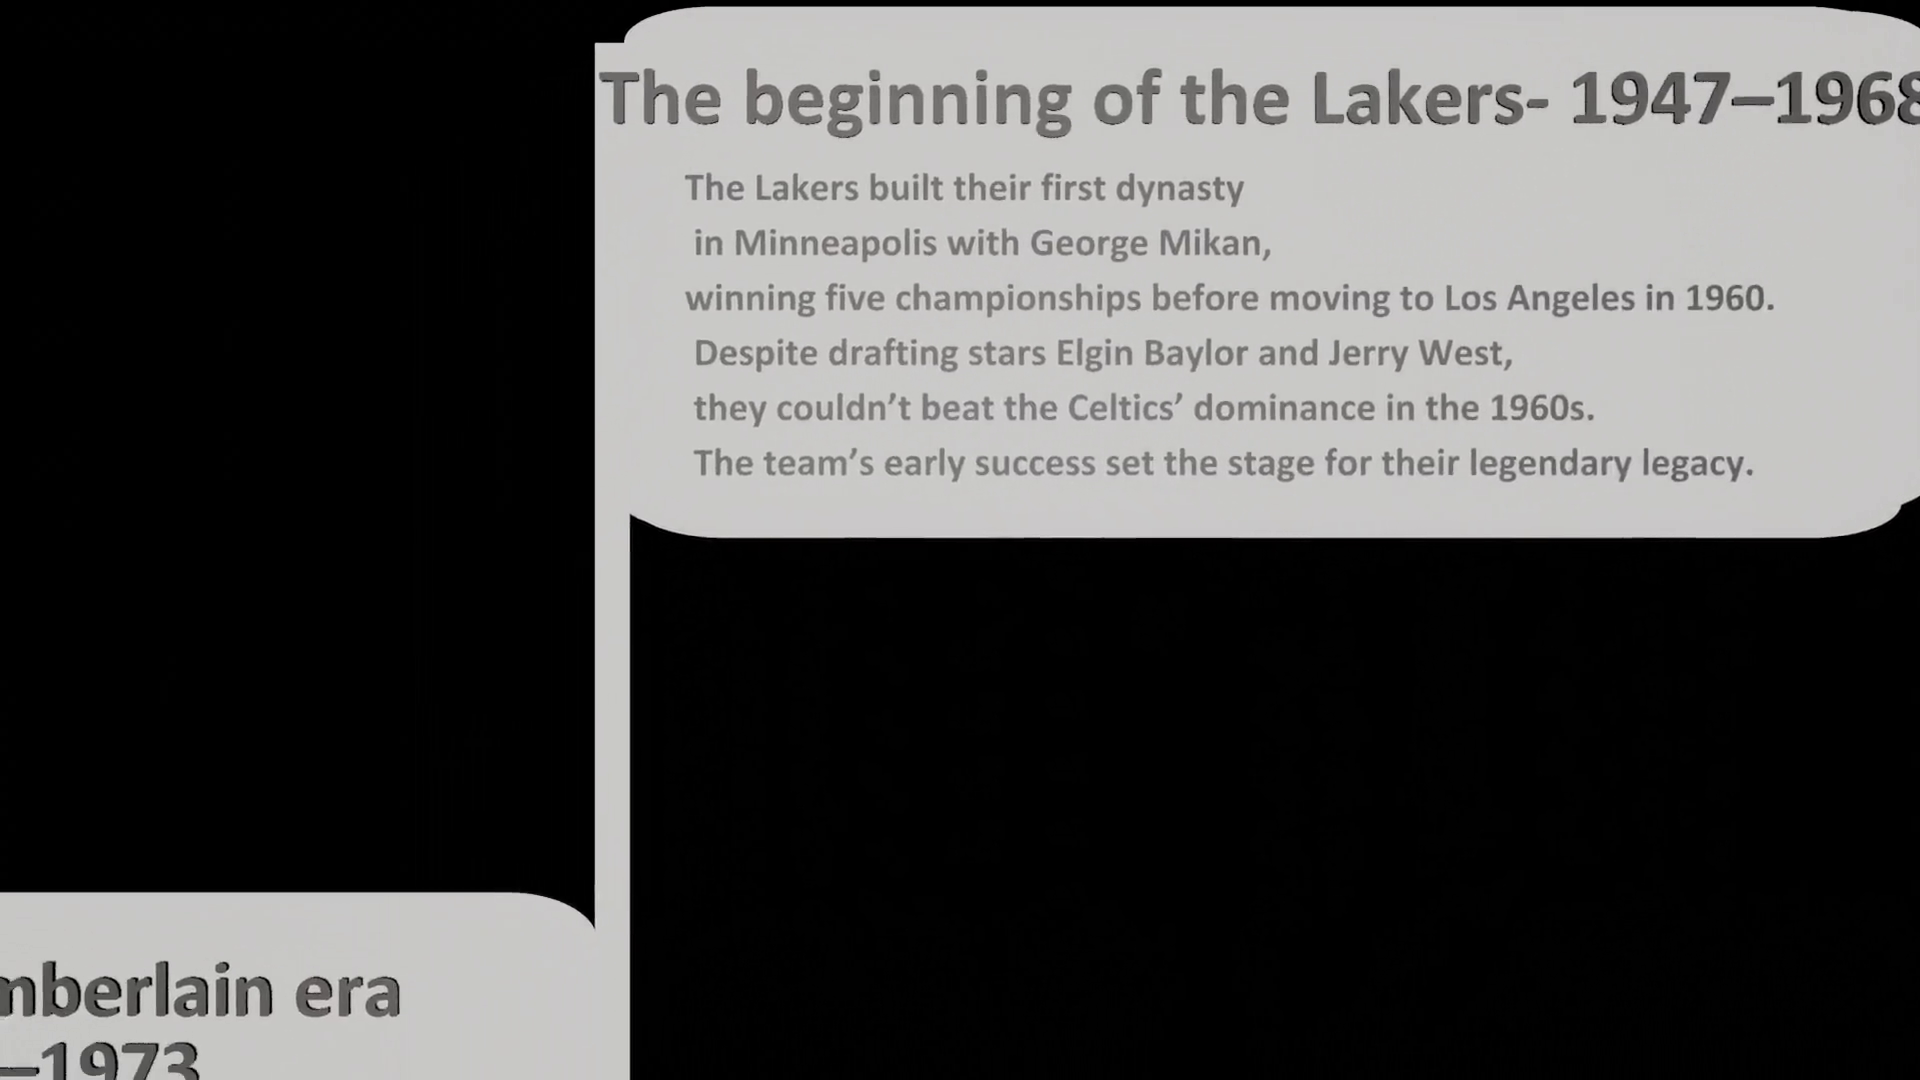 The beginning of the Lakers- 1947–1968
The Lakers built their first dynasty
in Minneapolis with George Mikan,
winning five championships before moving to Los Angeles in 1960.
Despite drafting stars Elgin Baylor and Jerry West,
they couldn’t beat the Celtics’ dominance in the 1960s.
The team’s early success set the stage for their legendary legacy.
mberlain era
–1973